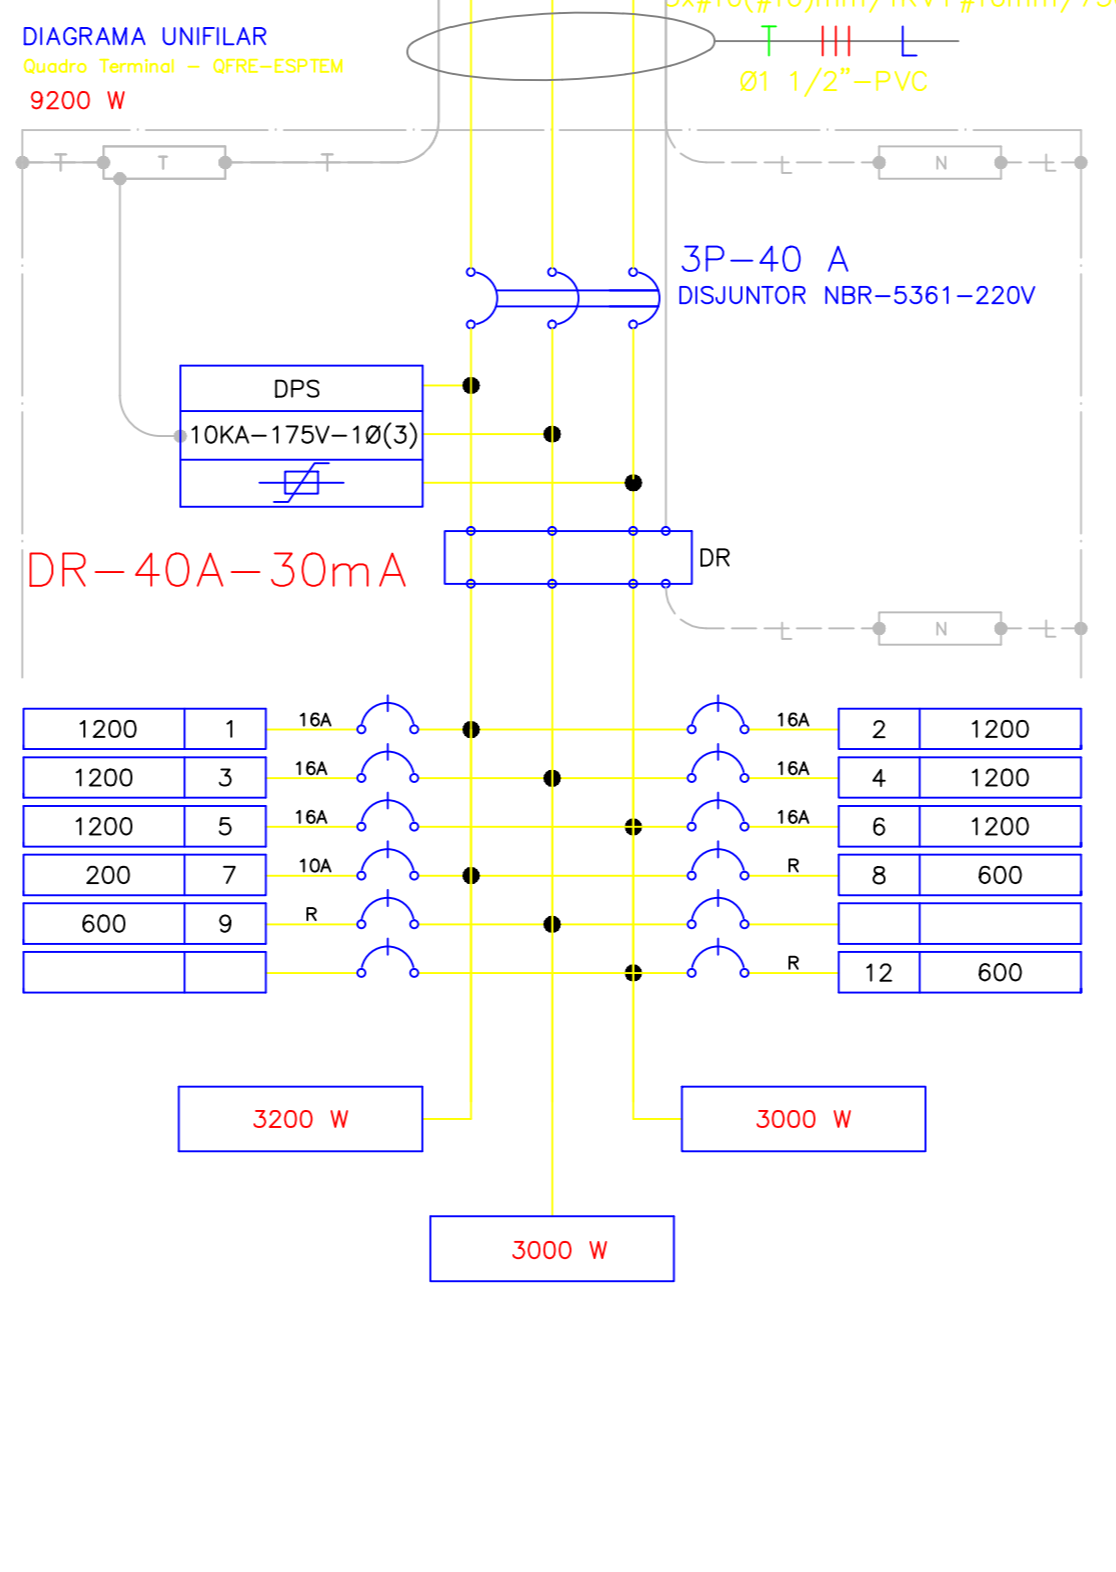 DIAGRAMA UNIFILAR
Quadro Terminal - QFRE-ESPTEM
9200 W
T L
Ø1 1/2"-PVC
T T T
L N L
3P-40 A
DISJUNTOR NBR-5361-220V
DPS
10KA-175V-1Ø(3)
DR-40A-30mA
DR
L N L
1200 1 16A 16A 2 1200
1200 3 16A 16A 4 1200
1200 5 16A 16A 6 1200
200 7 10A R 8 600
600 9 R
R 12 600
3200 W
3000 W
3000 W